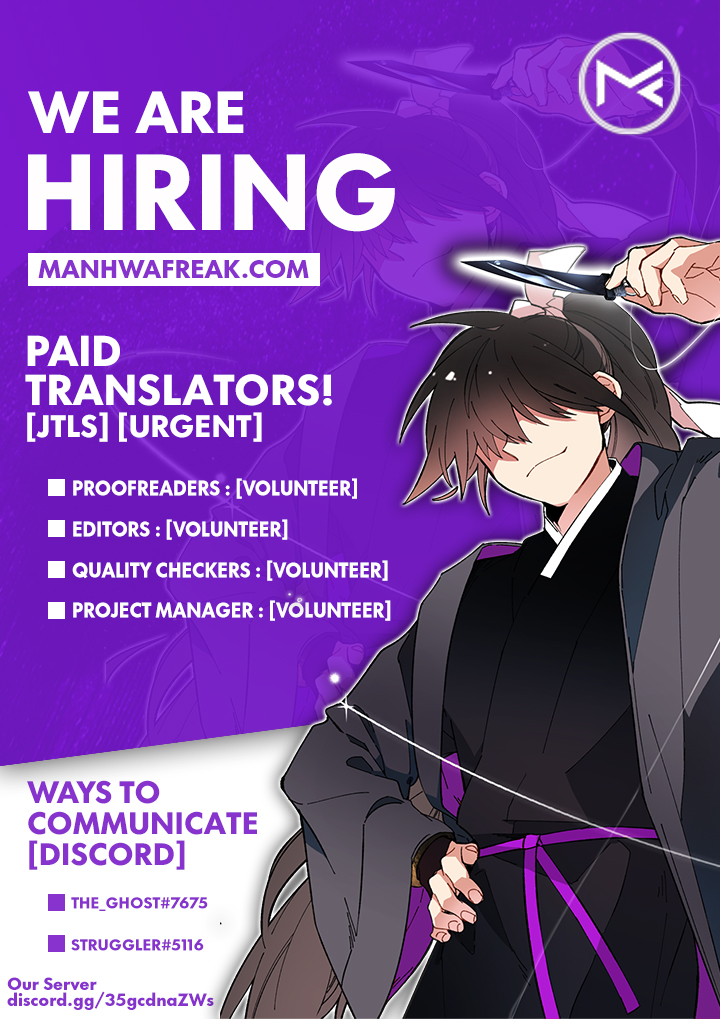 WE ARE
HIRING
MANHWAFREAK.COM
PAID
TRANSLATORS!
[JTLS] [URGENT]
PROOFREADERS : [VOLUNTEER]
EDITORS : [VOLUNTEER]
QUALITY CHECKERS : [VOLUNTEER]
PROJECT MANAGER : [VOLUNTEER]
WAYS TO
COMMUNICATE
[DISCORD]
THE_GHOST#7675
STRUGGLER#5116
Our Server
discord.gg/35gcdnaZWs